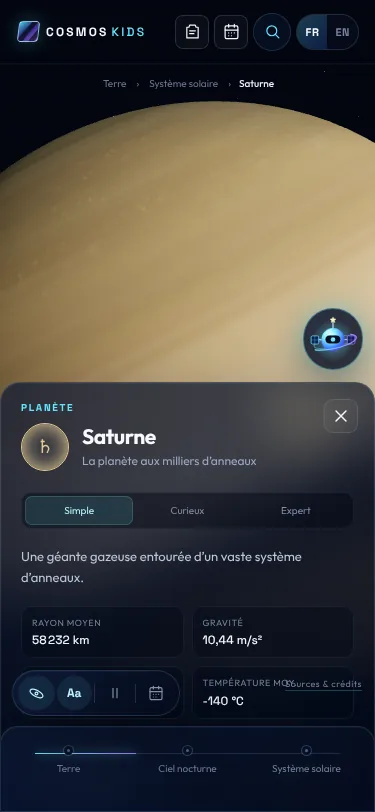 COSMOS KIDS
FR EN
Terre › Système solaire › Saturne
PLANÈTE
♄
Saturne
La planète aux milliers d'anneaux
Simple Curieux Expert
Une géante gazeuse entourée d'un vaste système
d'anneaux.
RAYON MOYEN
58 232 km
GRAVITÉ
10,44 m/s²
Aa
TEMPÉRATURE
-140 °C
Sources & crédits
Terre Ciel nocturne Système solaire